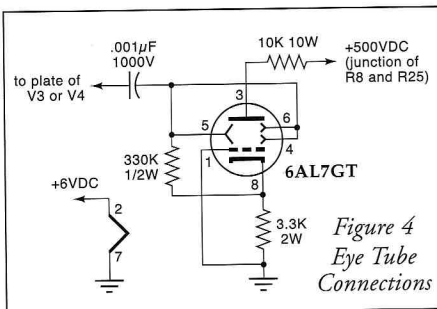 .001µF
1000V
10K 10W
+500VDC
(junction of
R8 and R25)
to plate of
V3 or V4
3
5
6
4
1
8
6AL7GT
330K
1/2W
+6VDC
2
7
3.3K
2W
Figure 4
Eye Tube
Connections